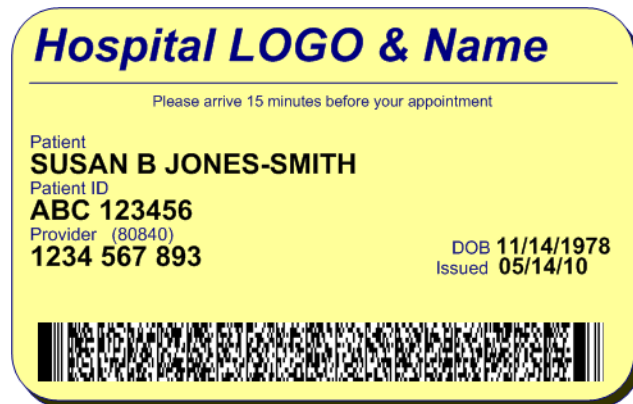 Hospital LOGO & Name
Please arrive 15 minutes before your appointment
Patient
SUSAN B JONES-SMITH
Patient ID
ABC 123456
Provider (80840)
1234 567 893
DOB 11/14/1978
Issued 05/14/10